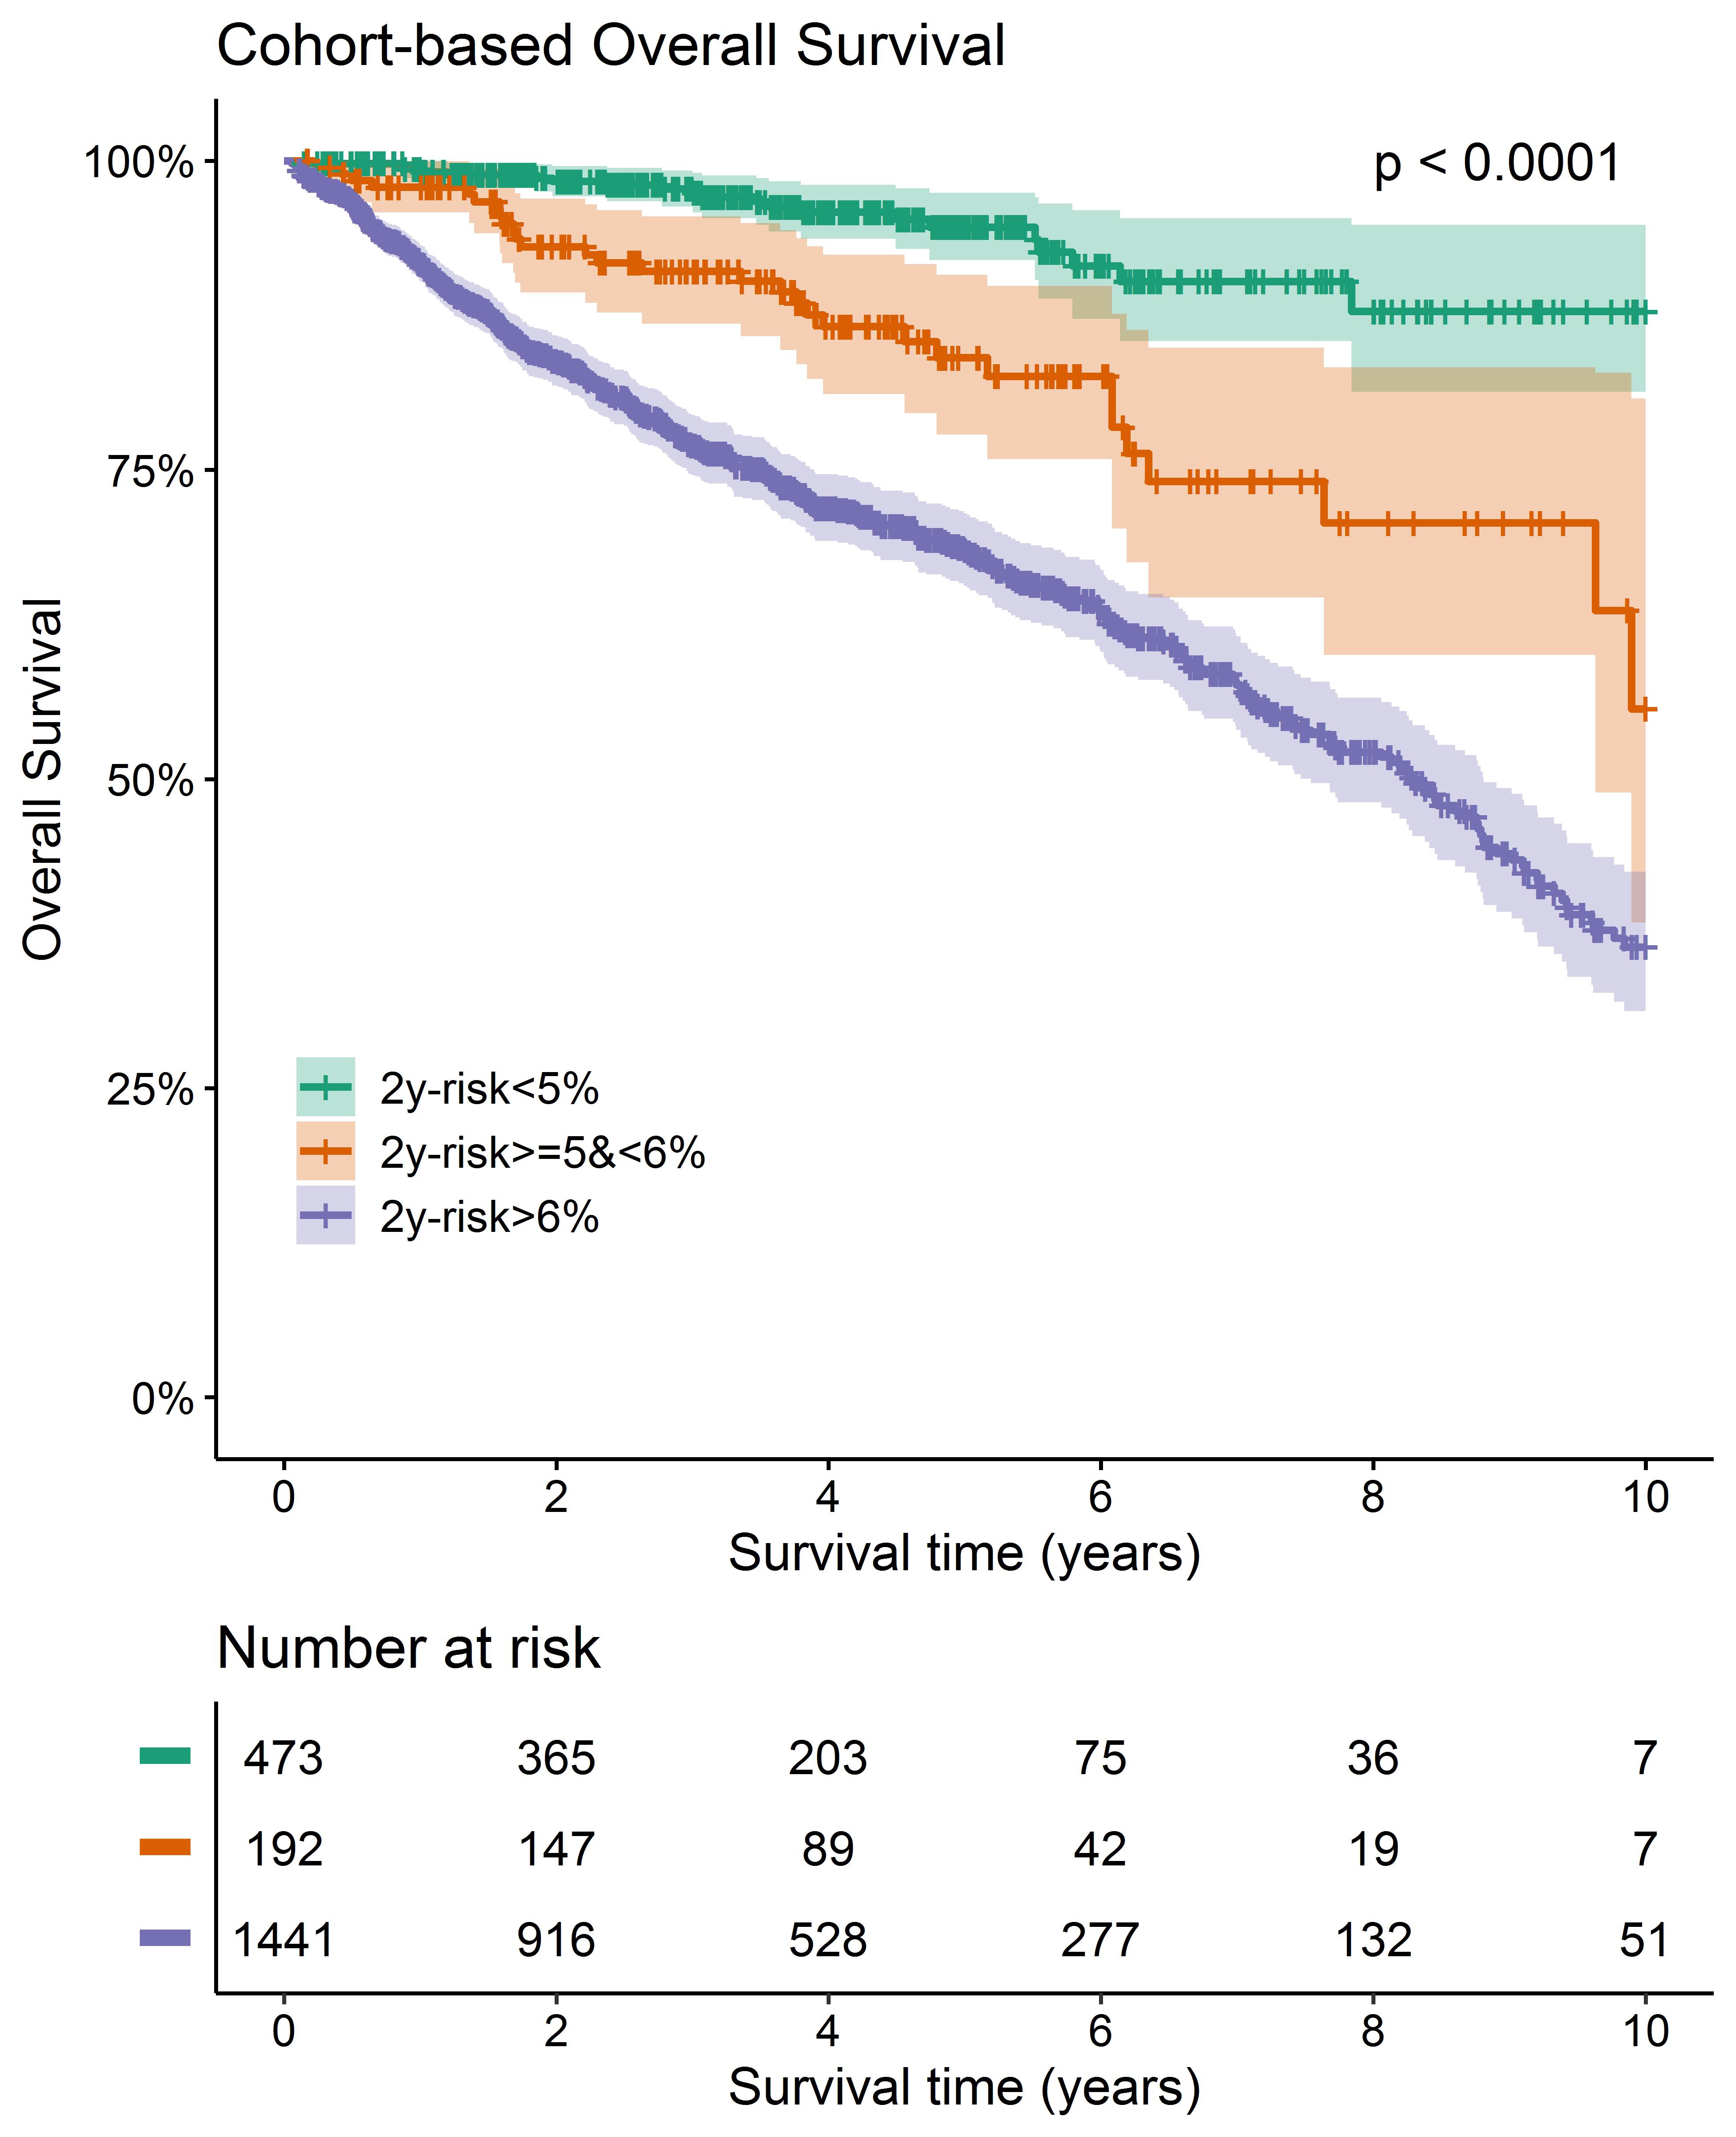 Cohort-based Overall Survival
p < 0.0001
100%
75%
50%
25%
0%
Overall Survival
2y-risk<5%
2y-risk>=5&<6%
2y-risk>6%
0 2 4 6 8 10
Survival time (years)
Number at risk
473 365 203 75 36 7
192 147 89 42 19 7
1441 916 528 277 132 51
0 2 4 6 8 10
Survival time (years)